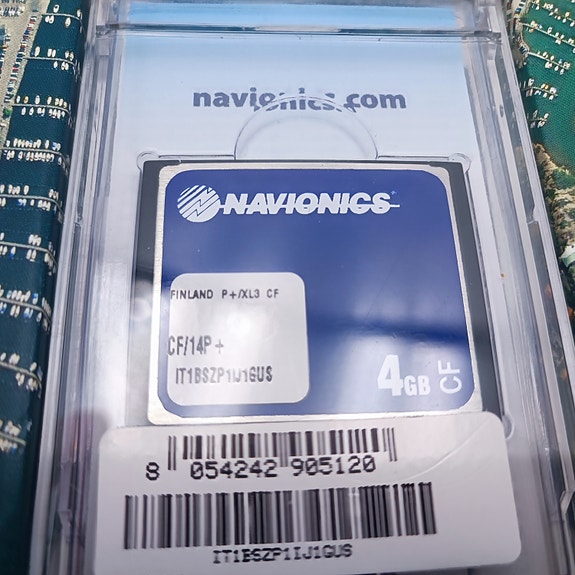 navionics.com
NAVIONICS
FINLAND P+/XL3 CF
CF/14P+
IT1BSZP1IJ1GUS
4GB CF
8 054242 905120
IT1BSZP1IJ1GUS